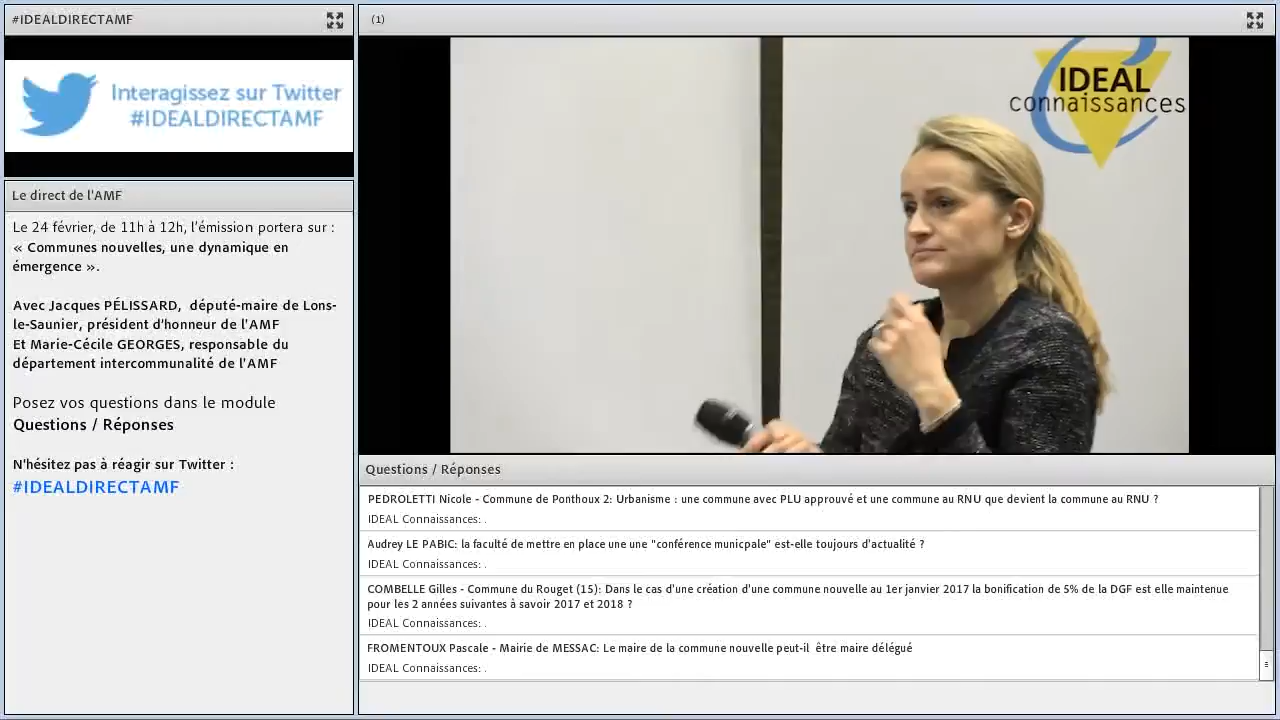 #IDEALDIRECTAMF
Interagissez sur Twitter
#IDEALDIRECTAMF
Le direct de l'AMF
Le 24 février, de 11h à 12h, l'émission portera sur :
« Communes nouvelles, une dynamique en
émergence ».
Avec Jacques PÉLISSARD, député-maire de Lons-
le-Saunier, président d'honneur de l'AMF
Et Marie-Cécile GEORGES, responsable du
département intercommunalité de l'AMF
Posez vos questions dans le module
Questions / Réponses
N'hésitez pas à réagir sur Twitter :
#IDEALDIRECTAMF
(1)
IDEAL
connaissances
Questions / Réponses
PEDROLETTI Nicole - Commune de Ponthoux 2: Urbanisme : une commune avec PLU approuvé et une commune au RNU que devient la commune au RNU ?
IDEAL Connaissances: .
Audrey LE PABIC: la faculté de mettre en place une une "conférence municpale" est-elle toujours d'actualité ?
IDEAL Connaissances: .
COMBELLE Gilles - Commune du Rouget (15): Dans le cas d'une création d'une commune nouvelle au 1er janvier 2017 la bonification de 5% de la DGF est elle maintenue
pour les 2 années suivantes à savoir 2017 et 2018 ?
IDEAL Connaissances: .
FROMENTOUX Pascale - Mairie de MESSAC: Le maire de la commune nouvelle peut-il être maire délégué
IDEAL Connaissances: .